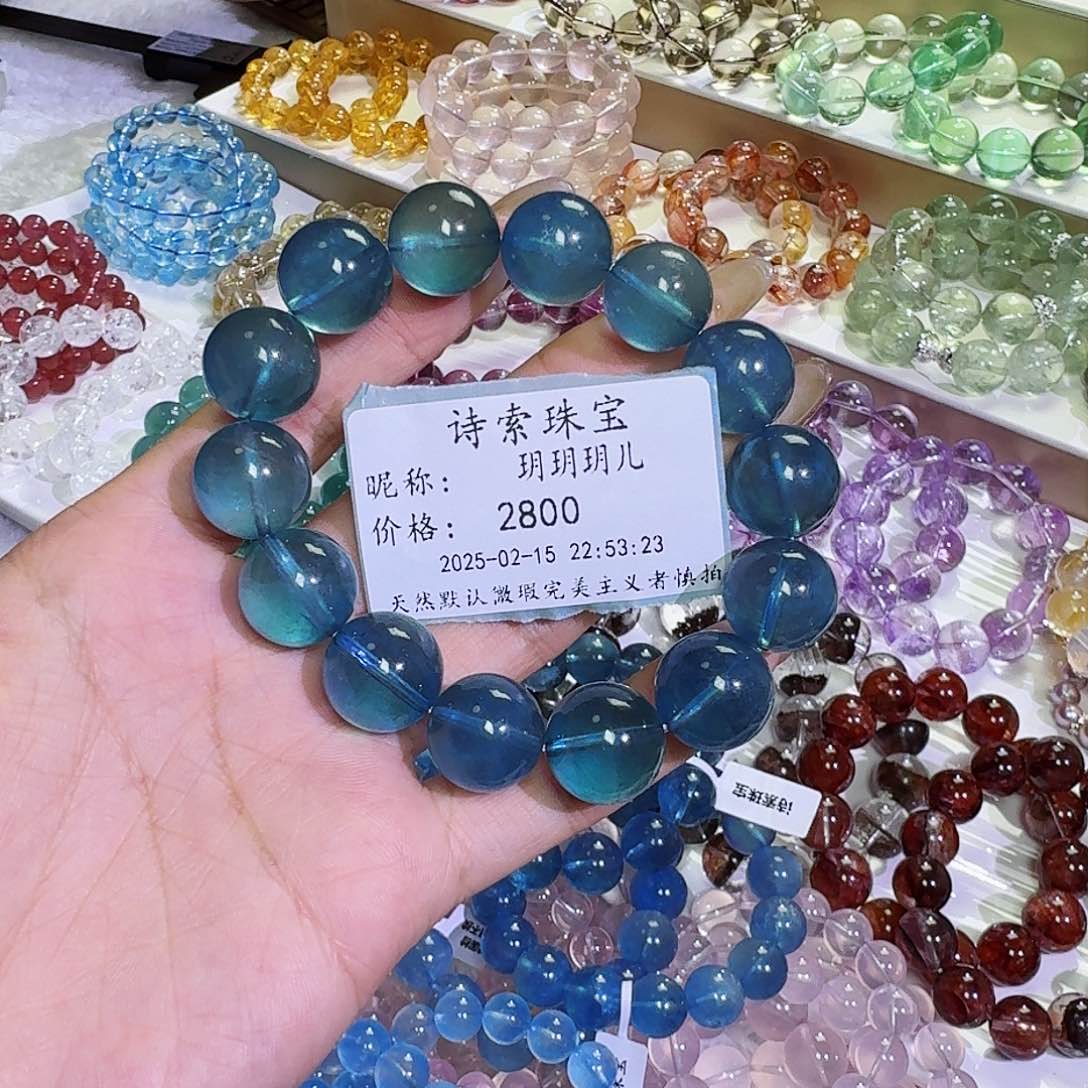 诗索珠宝
昵称： 玥玥玥儿
价格： 2800
2025-02-15 22:53:23
天然默认微瑕完美主义者慎拍
诗索珠宝